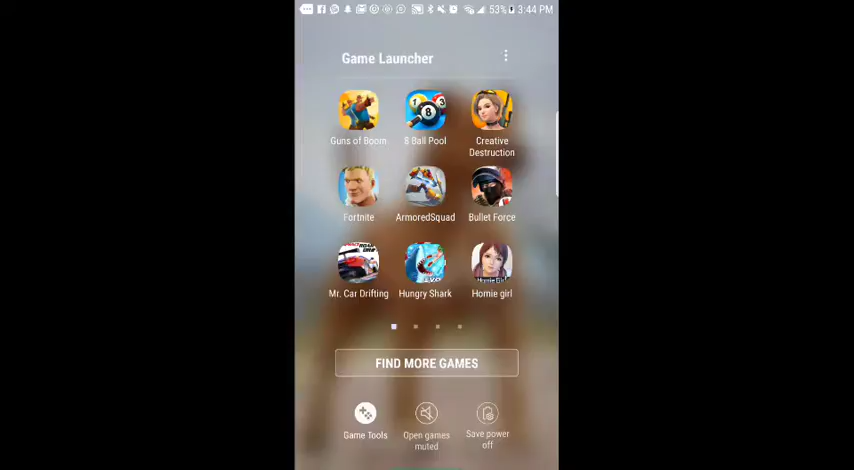 53% 3:44 PM
Game Launcher
Guns of Boom
8 Ball Pool
Creative
Destruction
Fortnite
ArmoredSquad
Bullet Force
Mr. Car Drifting
Hungry Shark
Homie girl
FIND MORE GAMES
Game Tools
Open games
muted
Save power
off